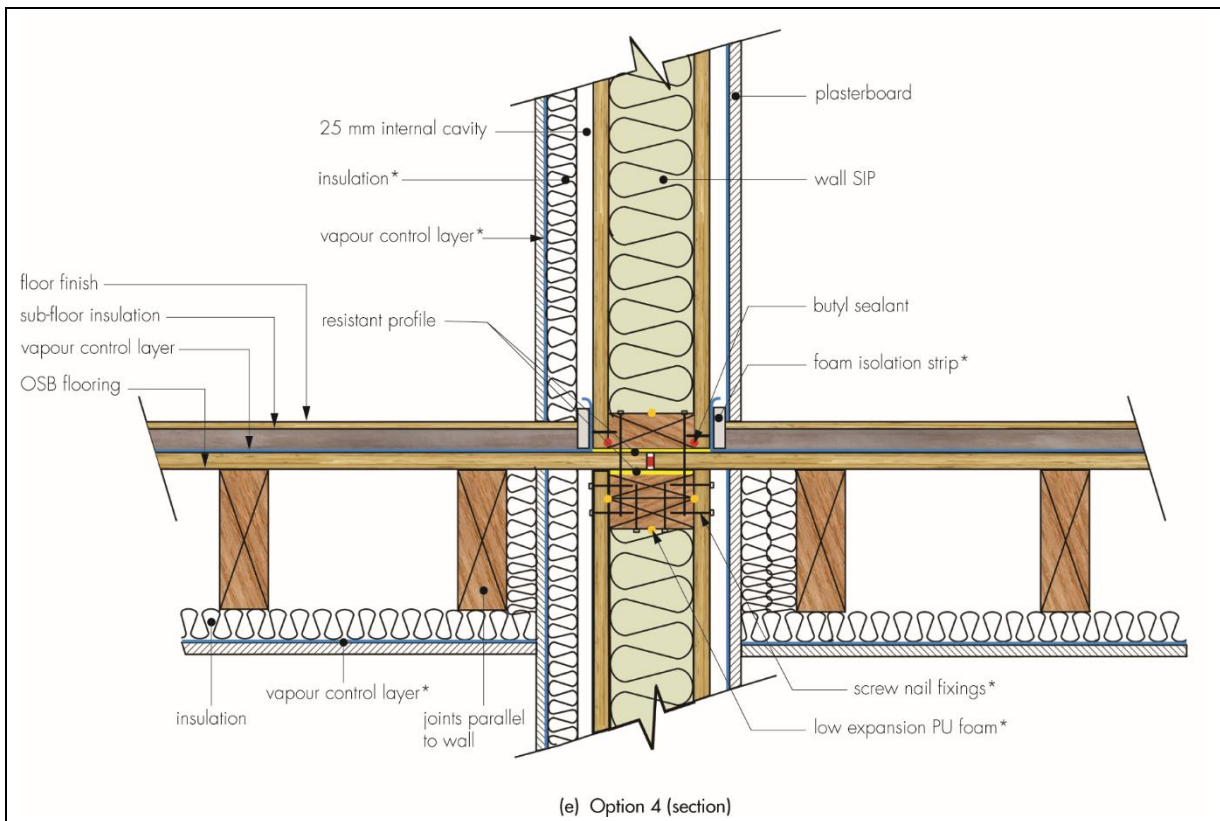 plasterboard
25 mm internal cavity
insulation*
wall SIP
vapour control layer*
floor finish
sub-floor insulation
resistant profile
butyl sealant
vapour control layer
foam isolation strip*
OSB flooring
vapour control layer*
screw nail fixings*
insulation
joints parallel
to wall
low expansion PU foam*
(e) Option 4 (section)